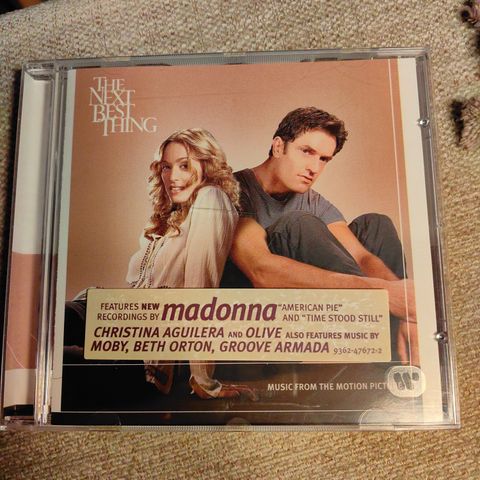 THE
NEXT
BEST
THING
FEATURES NEW
RECORDINGS BY madonna "AMERICAN PIE"
AND "TIME STOOD STILL"
CHRISTINA AGUILERA AND OLIVE ALSO FEATURES MUSIC BY
MOBY, BETH ORTON, GROOVE ARMADA 9362-47672-2
MUSIC FROM THE MOTION PICTURE